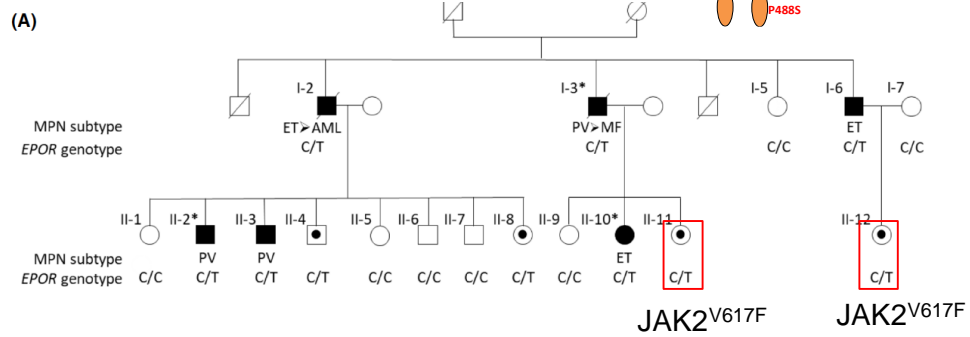 (A)
P488S
I-2 I-3* I-5 I-6 I-7
MPN subtype ET➤AML PV➤MF ET
EPOR genotype C/T C/T C/C C/T C/C
II-1 II-2* II-3 II-4 II-5 II-6 II-7 II-8 II-9 II-10* II-11 II-12
MPN subtype PV PV ET
EPOR genotype C/C C/T C/T C/T C/C C/C C/C C/T C/C C/T C/T C/T
JAK2V617F JAK2V617F